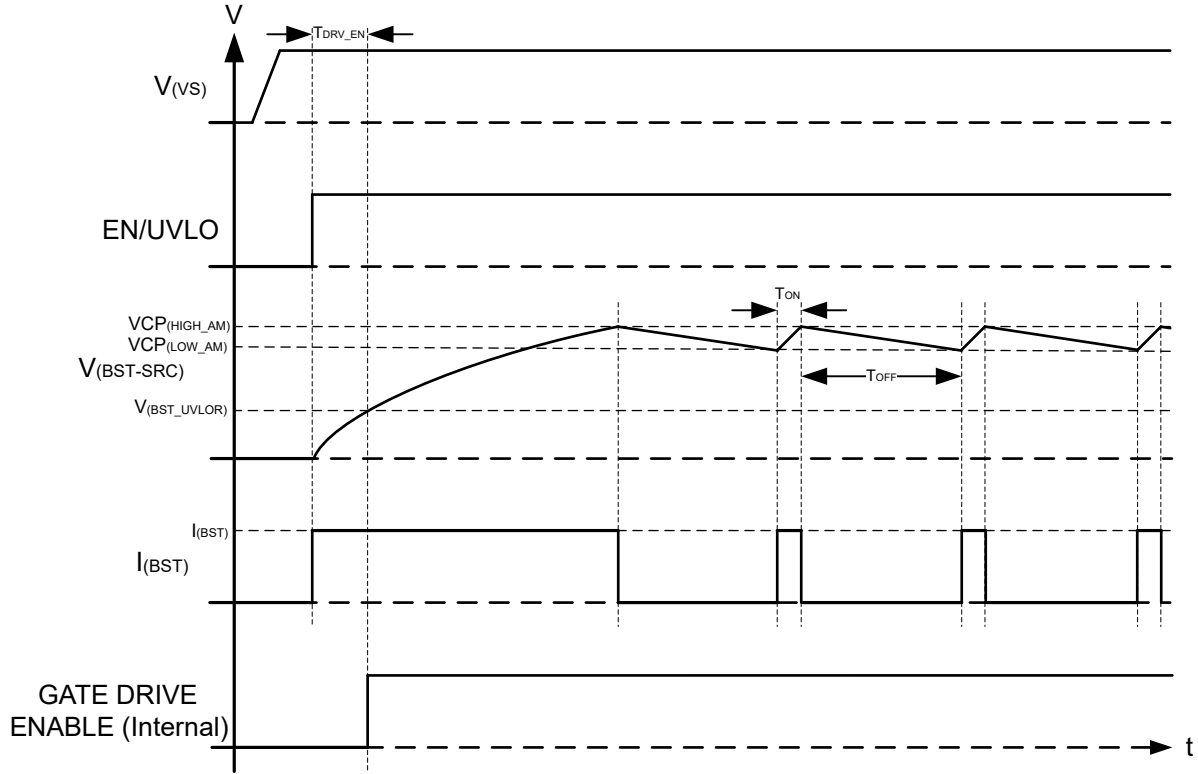 V
TDRV_EN
V(VS)
EN/UVLO
TON
VCP(HIGH_AM)
VCP(LOW_AM)
V(BST-SRC)
TOFF
V(BST_UVLOR)
I(BST)
I(BST)
GATE DRIVE
ENABLE (Internal)
t